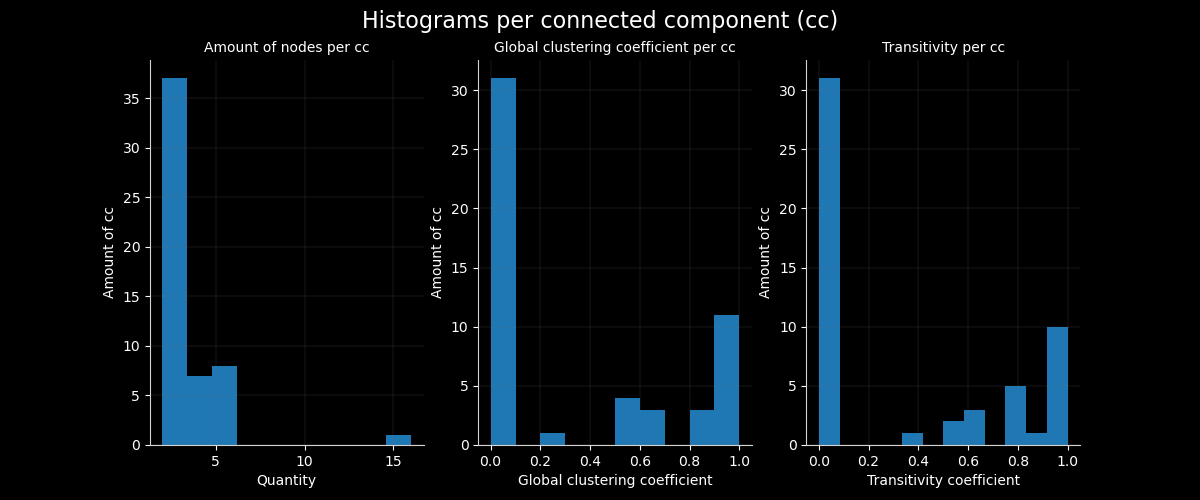 Histograms per connected component (cc)
Amount of nodes per cc
Amount of cc
35
30
25
20
15
10
5
0
5 10 15
Quantity
Global clustering coefficient per cc
Amount of cc
30
25
20
15
10
5
0
0.0 0.2 0.4 0.6 0.8 1.0
Global clustering coefficient
Transitivity per cc
Amount of cc
30
25
20
15
10
5
0
0.0 0.2 0.4 0.6 0.8 1.0
Transitivity coefficient